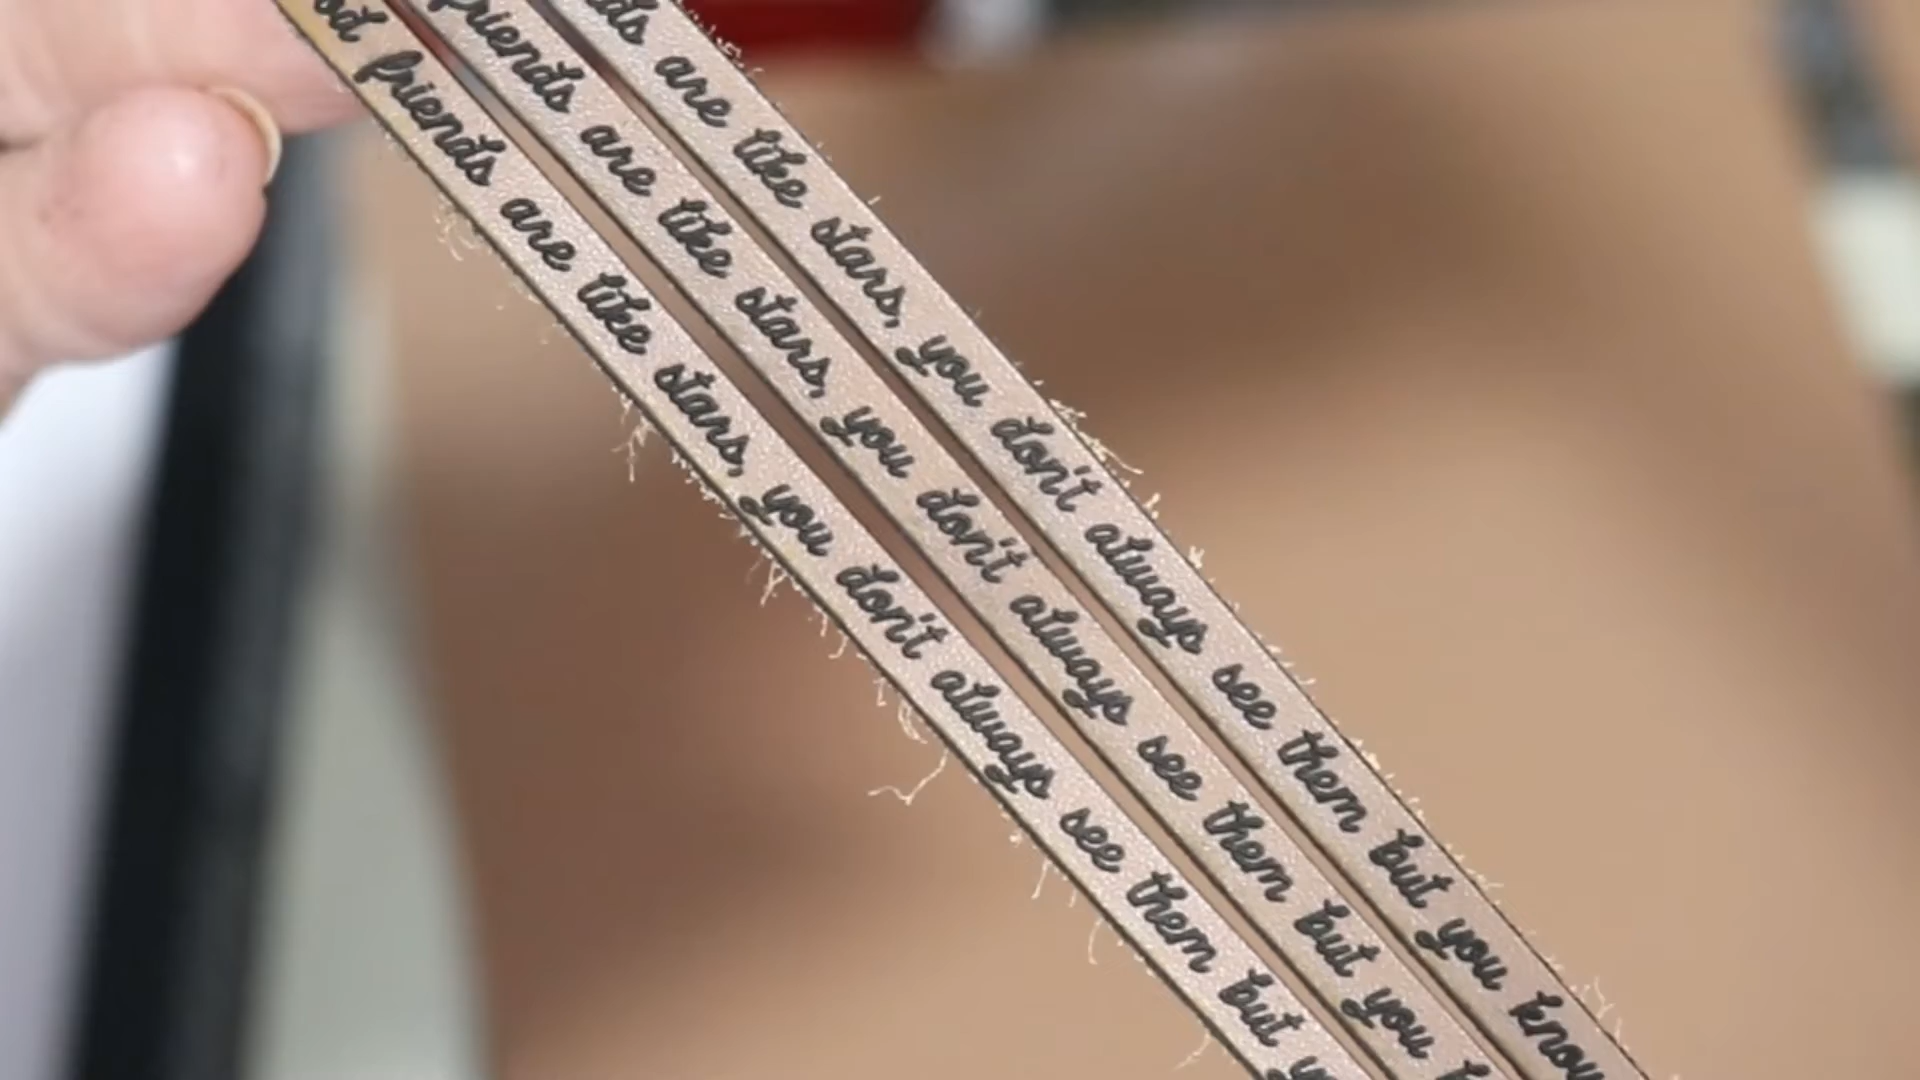 friends are like stars, you don't always see them but
friends are like stars, you don't always see them but you
are like stars, you don't always see them but you know